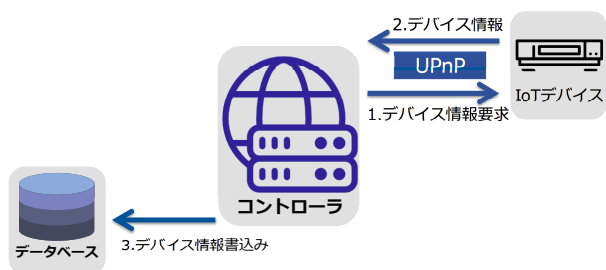 2.デバイス情報
UPnP
IoTデバイス
1.デバイス情報要求
コントローラ
データベース
3.デバイス情報書込み